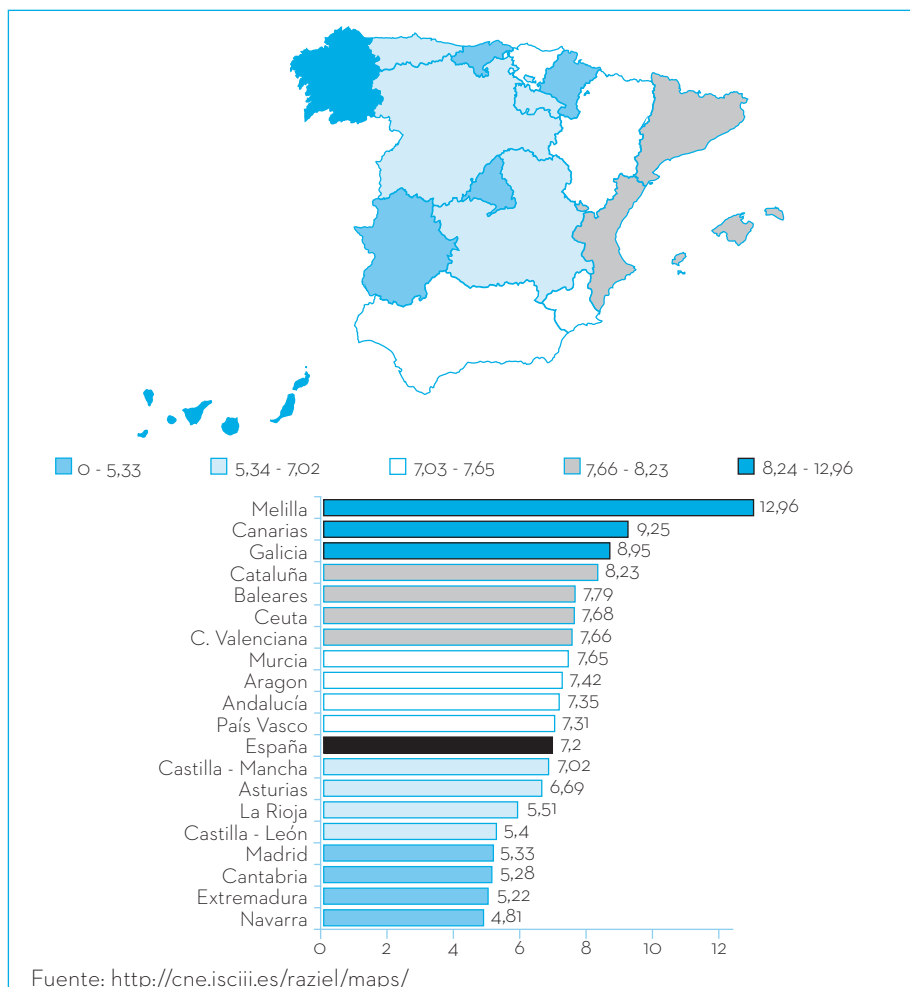 0 - 5,33 5,34 - 7,02 7,03 - 7,65 7,66 - 8,23 8,24 - 12,96
Melilla 12,96
Canarias 9,25
Galicia 8,95
Cataluña 8,23
Baleares 7,79
Ceuta 7,68
C. Valenciana 7,66
Murcia 7,65
Aragon 7,42
Andalucía 7,35
País Vasco 7,31
España 7,2
Castilla - Mancha 7,02
Asturias 6,69
La Rioja 5,51
Castilla - León 5,4
Madrid 5,33
Cantabria 5,28
Extremadura 5,22
Navarra 4,81
0 2 4 6 8 10 12
Fuente: http://cne.isciii.es/raziel/maps/